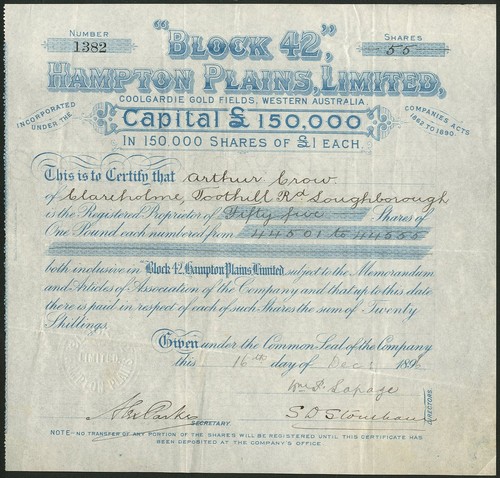 NUMBER
1382
SHARES
55
"BLOCK 42,"
HAMPTON PLAINS, LIMITED,
COOLGARDIE GOLD FIELDS, WESTERN AUSTRALIA.
INCORPORATED UNDER THE
COMPANIES ACTS 1862 TO 1890.
Capital £150,000
IN 150,000 SHARES OF £1 EACH.
This is to Certify that Arthur Crow
of Clareholme, Toothill Rd Loughborough
is the Registered Proprietor of Fifty five Shares of
One Pound each numbered from 44501 to 44555
both inclusive in Block 42, Hampton Plains, Limited subject to the Memorandum
and Articles of Association of the Company and that up to this date
there is paid in respect of each of such Shares the sum of Twenty
Shillings.
Given under the Common Seal of the Company
this 16th day of Decr 1896
DIRECTORS.
SECRETARY
NOTE—NO TRANSFER OF ANY PORTION OF THE SHARES WILL BE REGISTERED UNTIL THIS CERTIFICATE HAS
BEEN DEPOSITED AT THE COMPANY'S OFFICE.